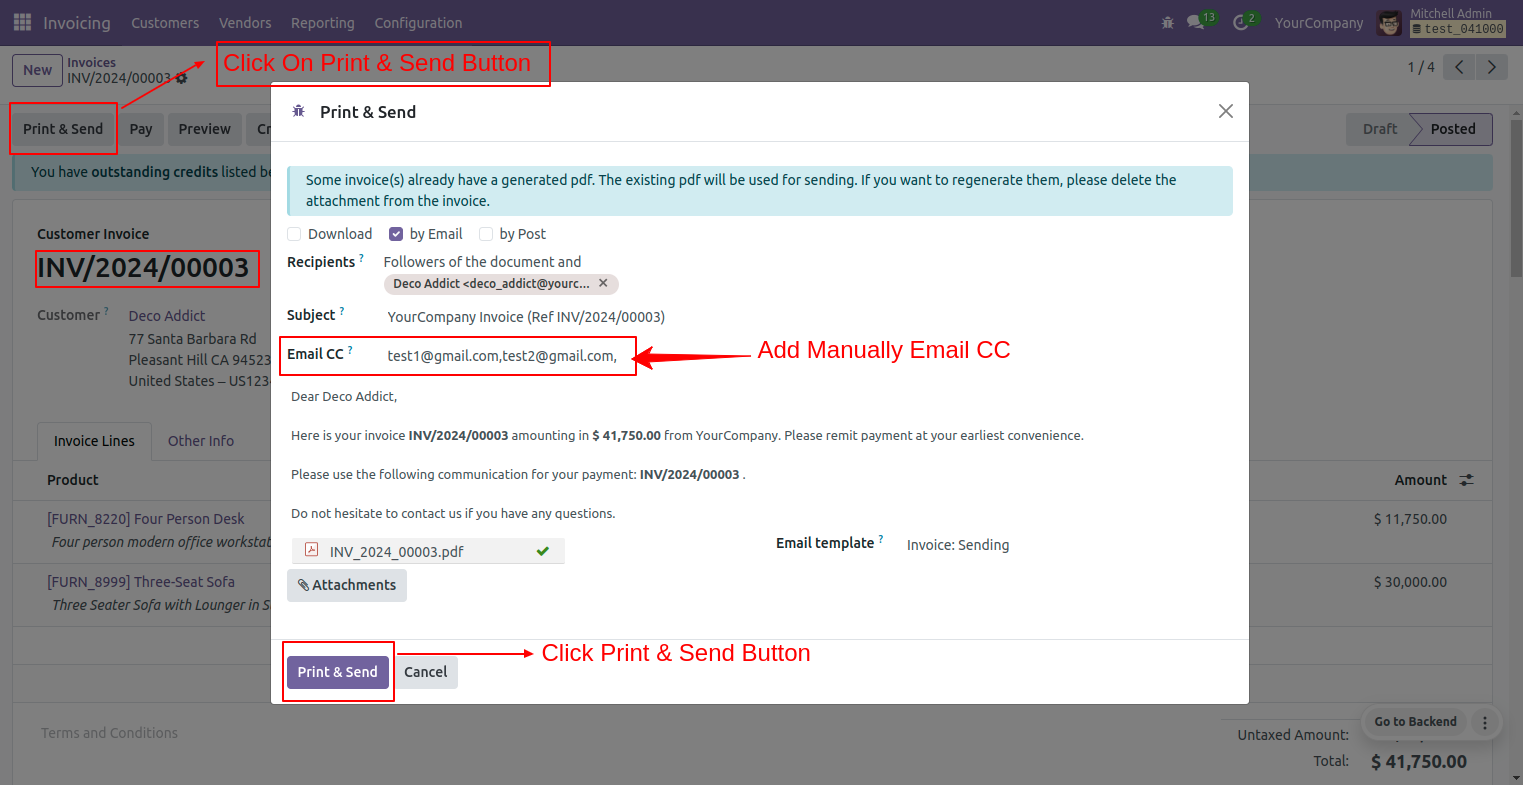 Invoicing Customers Vendors Reporting Configuration 13 2 YourCompany Mitchell Admin
test_041000
New Invoices
INV/2024/00003
Click On Print & Send Button
1 / 4
Print & Send Pay Preview Cr
Draft Posted
You have outstanding credits listed be
Customer Invoice
INV/2024/00003
Customer ? Deco Addict
77 Santa Barbara Rd
Pleasant Hill CA 94523
United States – US1234
Invoice Lines Other Info
Product Amount
[FURN_8220] Four Person Desk $ 11,750.00
Four person modern office workstat
[FURN_8999] Three-Seat Sofa $ 30,000.00
Three Seater Sofa with Lounger in S
Terms and Conditions
Print & Send
Some invoice(s) already have a generated pdf. The existing pdf will be used for sending. If you want to regenerate them, please delete the
attachment from the invoice.
Download by Email by Post
Recipients ? Followers of the document and
Deco Addict <deco_addict@yourc...
Subject ? YourCompany Invoice (Ref INV/2024/00003)
Email CC ? test1@gmail.com,test2@gmail.com,
Add Manually Email CC
Dear Deco Addict,
Here is your invoice INV/2024/00003 amounting in $ 41,750.00 from YourCompany. Please remit payment at your earliest convenience.
Please use the following communication for your payment: INV/2024/00003 .
Do not hesitate to contact us if you have any questions.
INV_2024_00003.pdf
Email template ? Invoice: Sending
Attachments
Print & Send Cancel
Click Print & Send Button
Go to Backend
Untaxed Amount:
Total: $ 41,750.00